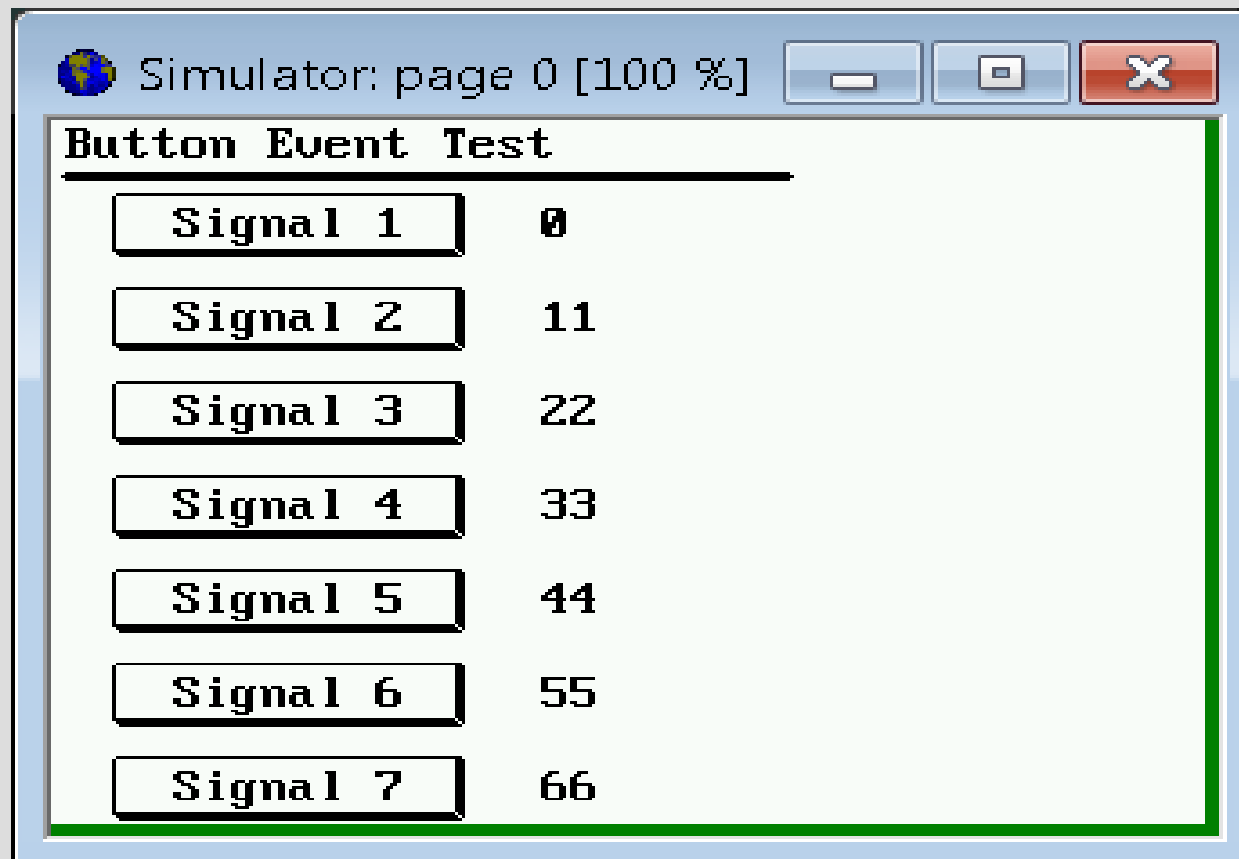 Simulator: page 0 [100 %]
Button Event Test
Signal 1 0
Signal 2 11
Signal 3 22
Signal 4 33
Signal 5 44
Signal 6 55
Signal 7 66